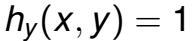 h_y(x, y) = 1